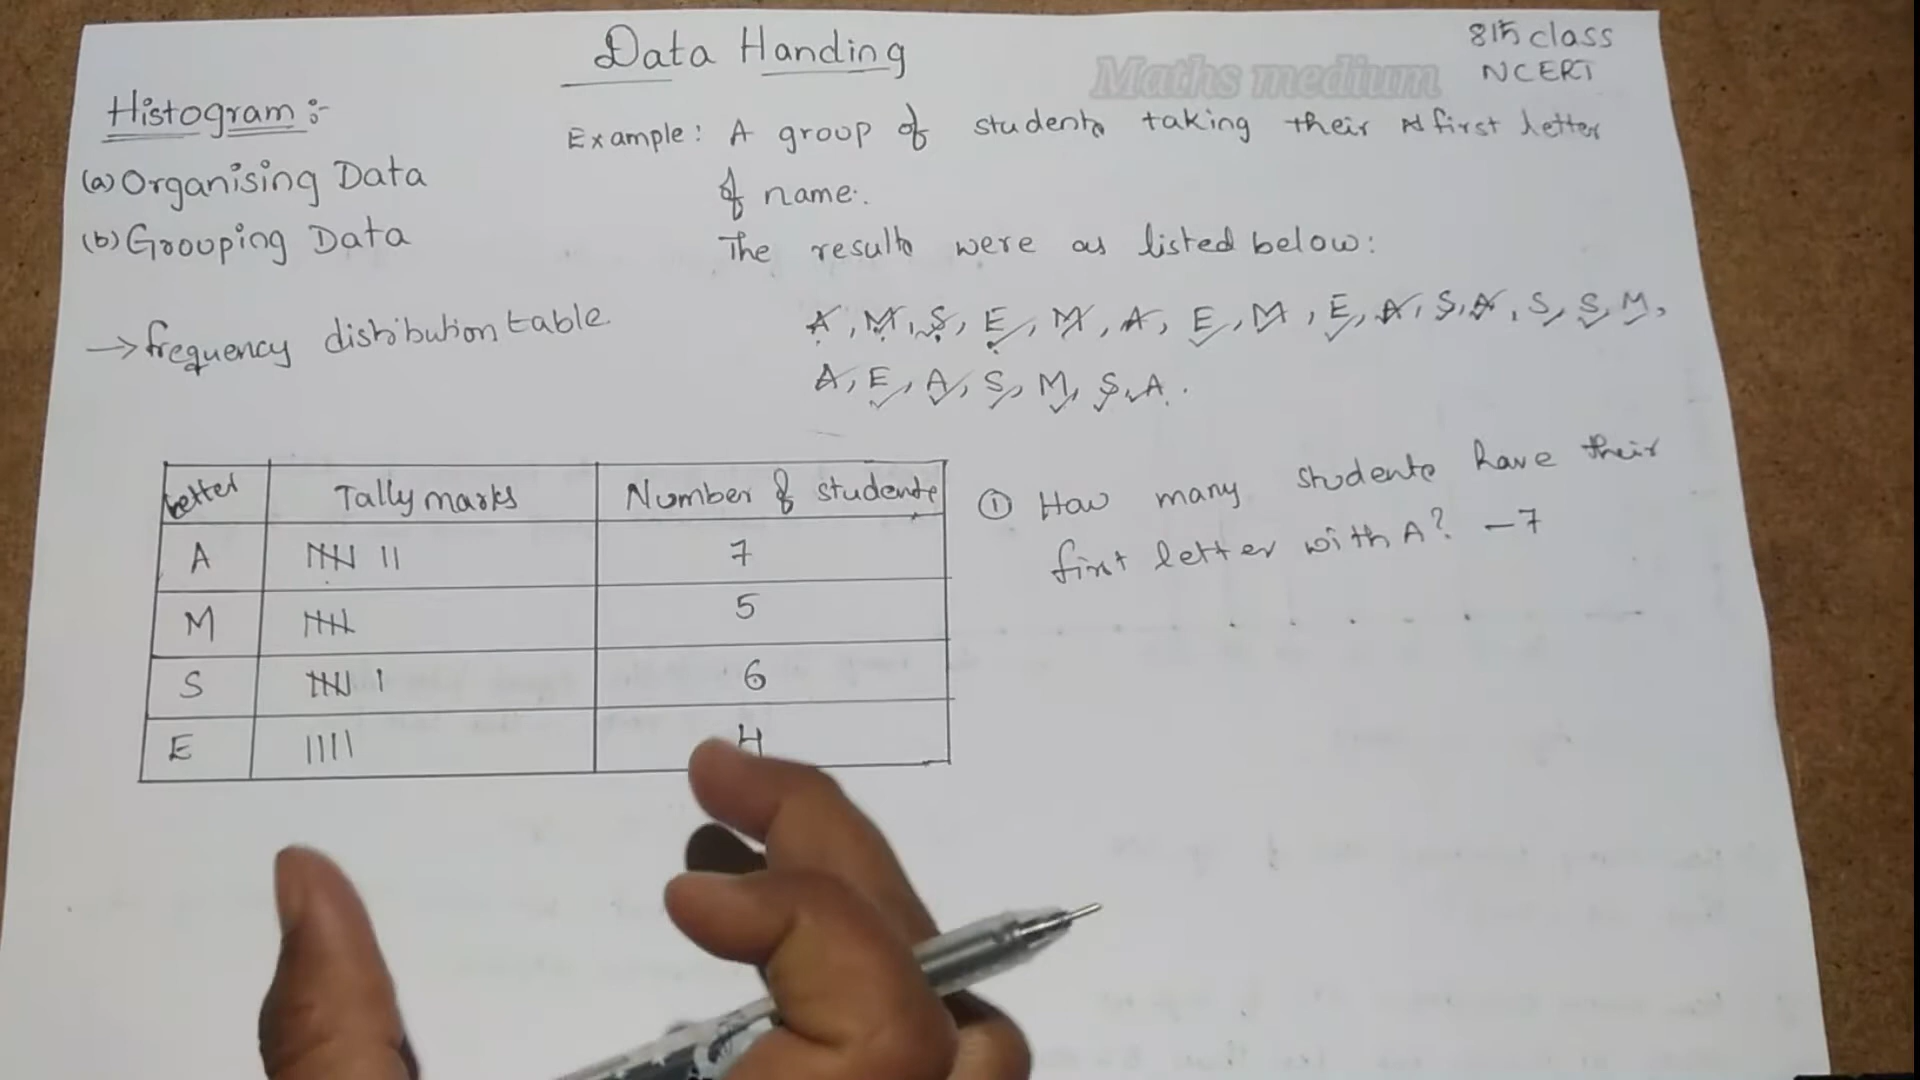 Data Handing
8th class
NCERT
Maths medium
Histogram :-
(a) Organising Data
(b) Groouping Data
→ frequency distribution table
Example: A group of students taking their first letter
of name.
The results were as listed below:
A, M, S, E, M, A, E, M, E, A, S, A, S, S, M,
A, E, A, S, M, S, A.
Letter Tally marks Number of students
A 7
M 5
S 6
E 4
① How many students have their
first letter with A? — 7